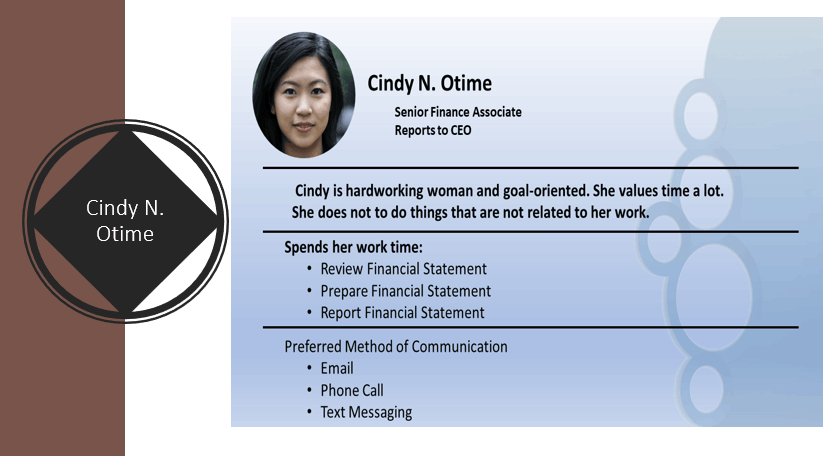 Cindy N.
Otime
Cindy N. Otime
Senior Finance Associate
Reports to CEO
Cindy is hardworking woman and goal-oriented. She values time a lot.
She does not to do things that are not related to her work.
Spends her work time:
• Review Financial Statement
• Prepare Financial Statement
• Report Financial Statement
Preferred Method of Communication
• Email
• Phone Call
• Text Messaging